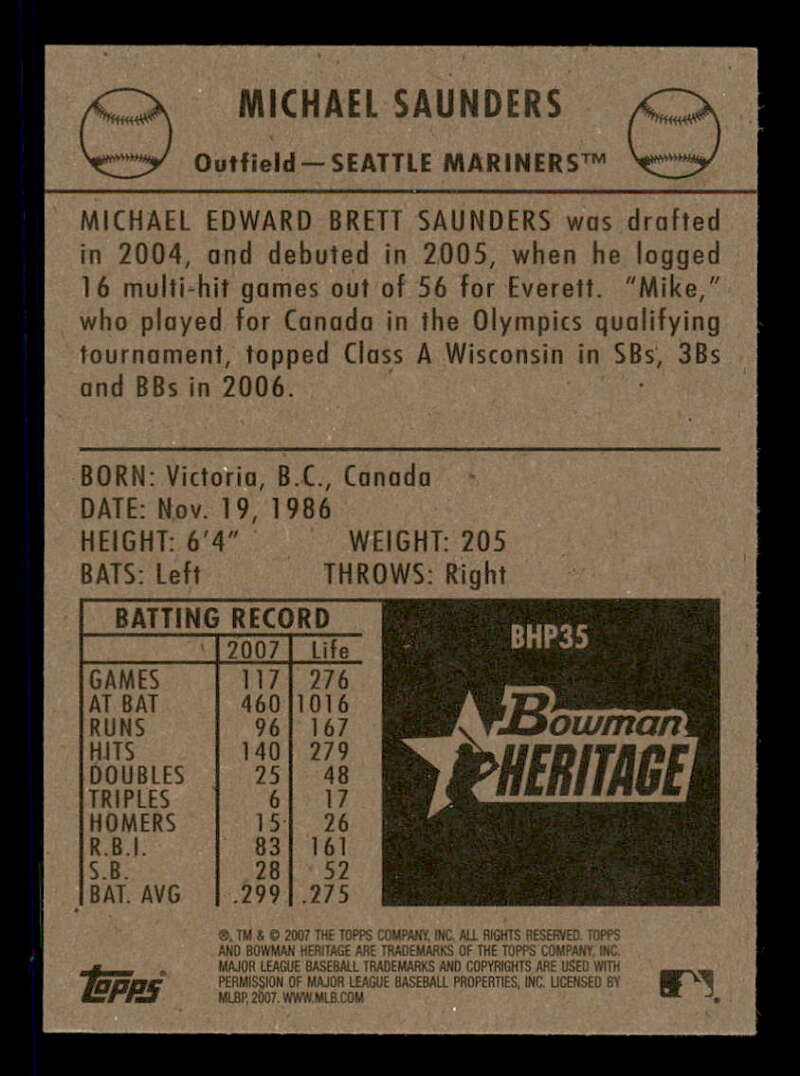 MICHAEL SAUNDERS
Outfield — SEATTLE MARINERS™
MICHAEL EDWARD BRETT SAUNDERS was drafted
in 2004, and debuted in 2005, when he logged
16 multi-hit games out of 56 for Everett. "Mike,"
who played for Canada in the Olympics qualifying
tournament, topped Class A Wisconsin in SBs, 3Bs
and BBs in 2006.
BORN: Victoria, B.C., Canada
DATE: Nov. 19, 1986
HEIGHT: 6'4" WEIGHT: 205
BATS: Left THROWS: Right
BATTING RECORD
2007 Life
GAMES 117 276
AT BAT 460 1016
RUNS 96 167
HITS 140 279
DOUBLES 25 48
TRIPLES 6 17
HOMERS 15 26
R.B.I. 83 161
S.B. 28 52
BAT. AVG .299 .275
BHP35
Bowman
HERITAGE
®, TM & © 2007 THE TOPPS COMPANY, INC. ALL RIGHTS RESERVED. TOPPS
AND BOWMAN HERITAGE ARE TRADEMARKS OF THE TOPPS COMPANY, INC.
MAJOR LEAGUE BASEBALL TRADEMARKS AND COPYRIGHTS ARE USED WITH
PERMISSION OF MAJOR LEAGUE BASEBALL PROPERTIES, INC. LICENSED BY
MLBP, 2007. WWW.MLB.COM
Topps®